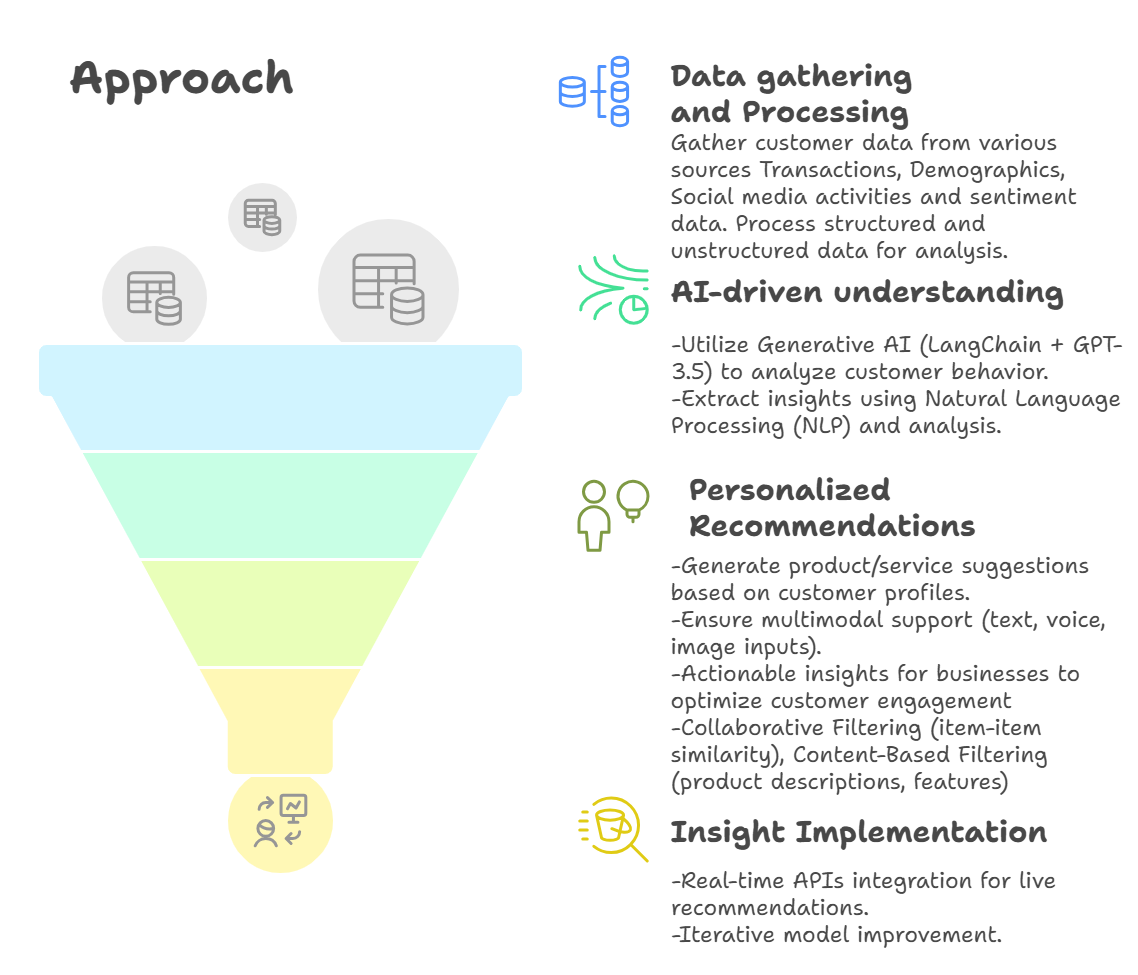 Approach
Data gathering
and Processing
Gather customer data from various
sources Transactions, Demographics,
Social media activities and sentiment
data. Process structured and
unstructured data for analysis.
AI-driven understanding
-Utilize Generative AI (LangChain + GPT-
3.5) to analyze customer behavior.
-Extract insights using Natural Language
Processing (NLP) and analysis.
Personalized
Recommendations
-Generate product/service suggestions
based on customer profiles.
-Ensure multimodal support (text, voice,
image inputs).
-Actionable insights for businesses to
optimize customer engagement
-Collaborative Filtering (item-item
similarity), Content-Based Filtering
(product descriptions, features)
Insight Implementation
-Real-time APIs integration for live
recommendations.
-Iterative model improvement.